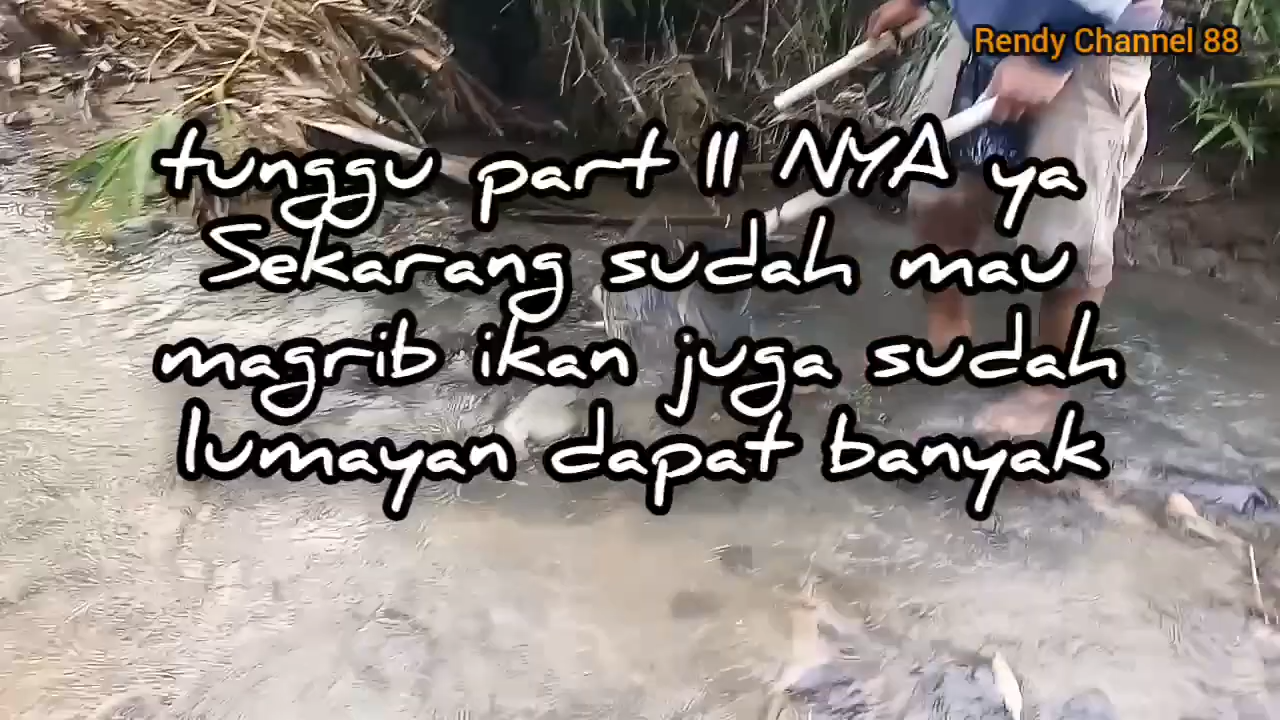 Rendy Channel 88
tunggu part II NYA ya
Sekarang sudah mau
magrib ikan juga sudah
lumayan dapat banyak